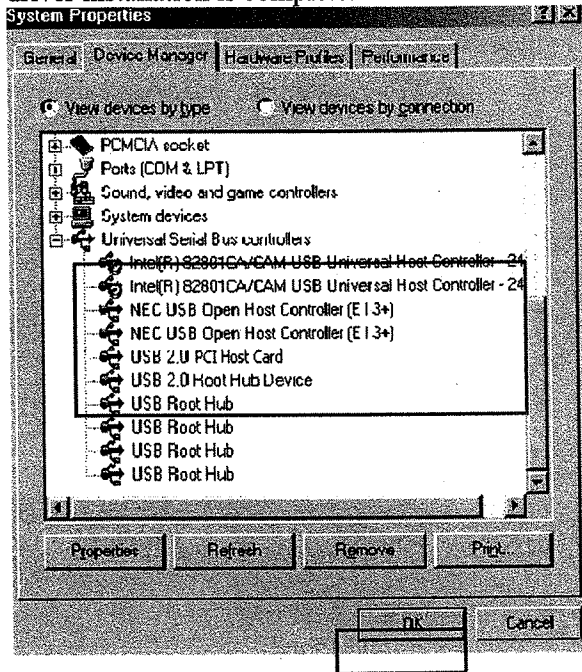 driver installation is complete.
System Properties
General Device Manager Hardware Profiles Performance
View devices by type View devices by connection
PCMCIA socket
Ports (COM & LPT)
Sound, video and game controllers
System devices
Universal Serial Bus controllers
Intel(R) 82801CA/CAM USB Universal Host Controller - 24
Intel(R) 82801CA/CAM USB Universal Host Controller - 24
NEC USB Open Host Controller (E13+)
NEC USB Open Host Controller (E13+)
USB 2.0 PCI Host Card
USB 2.0 Root Hub Device
USB Root Hub
USB Root Hub
USB Root Hub
USB Root Hub
Properties Refresh Remove Print...
OK Cancel